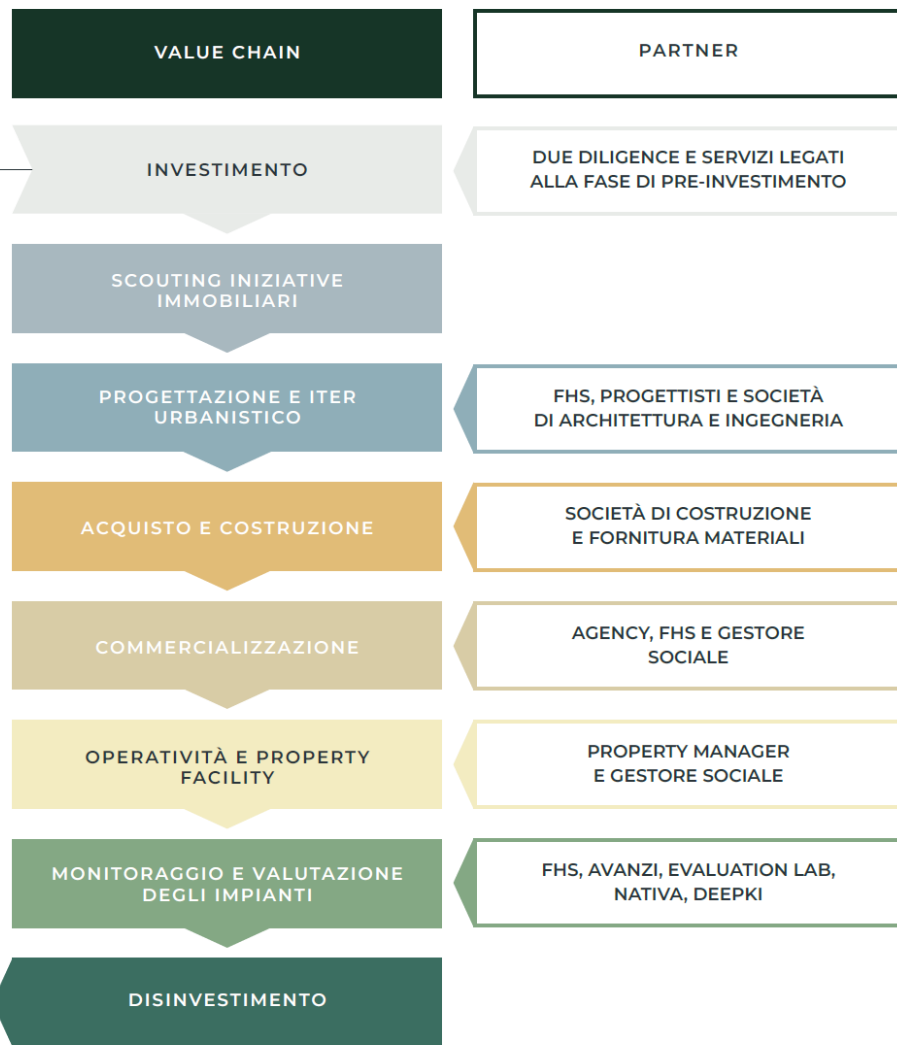 VALUE CHAIN
PARTNER
INVESTIMENTO
DUE DILIGENCE E SERVIZI LEGATI
ALLA FASE DI PRE-INVESTIMENTO
SCOUTING INIZIATIVE
IMMOBILIARI
PROGETTAZIONE E ITER
URBANISTICO
FHS, PROGETTISTI E SOCIETÀ
DI ARCHITETTURA E INGEGNERIA
ACQUISTO E COSTRUZIONE
SOCIETÀ DI COSTRUZIONE
E FORNITURA MATERIALI
COMMERCIALIZZAZIONE
AGENCY, FHS E GESTORE
SOCIALE
OPERATIVITÀ E PROPERTY
FACILITY
PROPERTY MANAGER
E GESTORE SOCIALE
MONITORAGGIO E VALUTAZIONE
DEGLI IMPIANTI
FHS, AVANZI, EVALUATION LAB,
NATIVA, DEEPKI
DISINVESTIMENTO